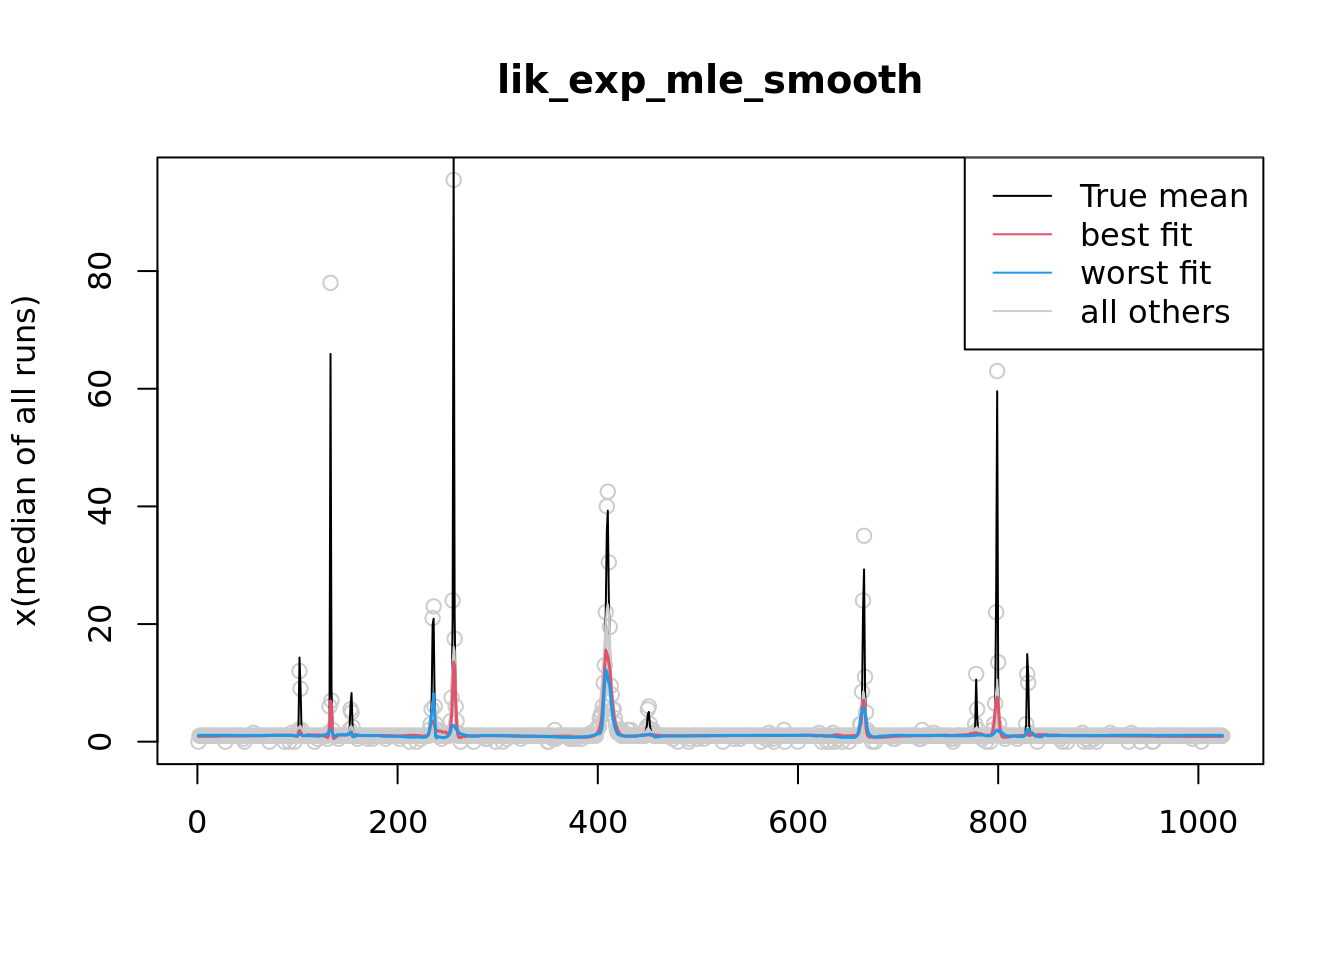 lik_exp_mle_smooth
True mean
best fit
worst fit
all others
x(median of all runs)
80
60
40
20
0
0 200 400 600 800 1000